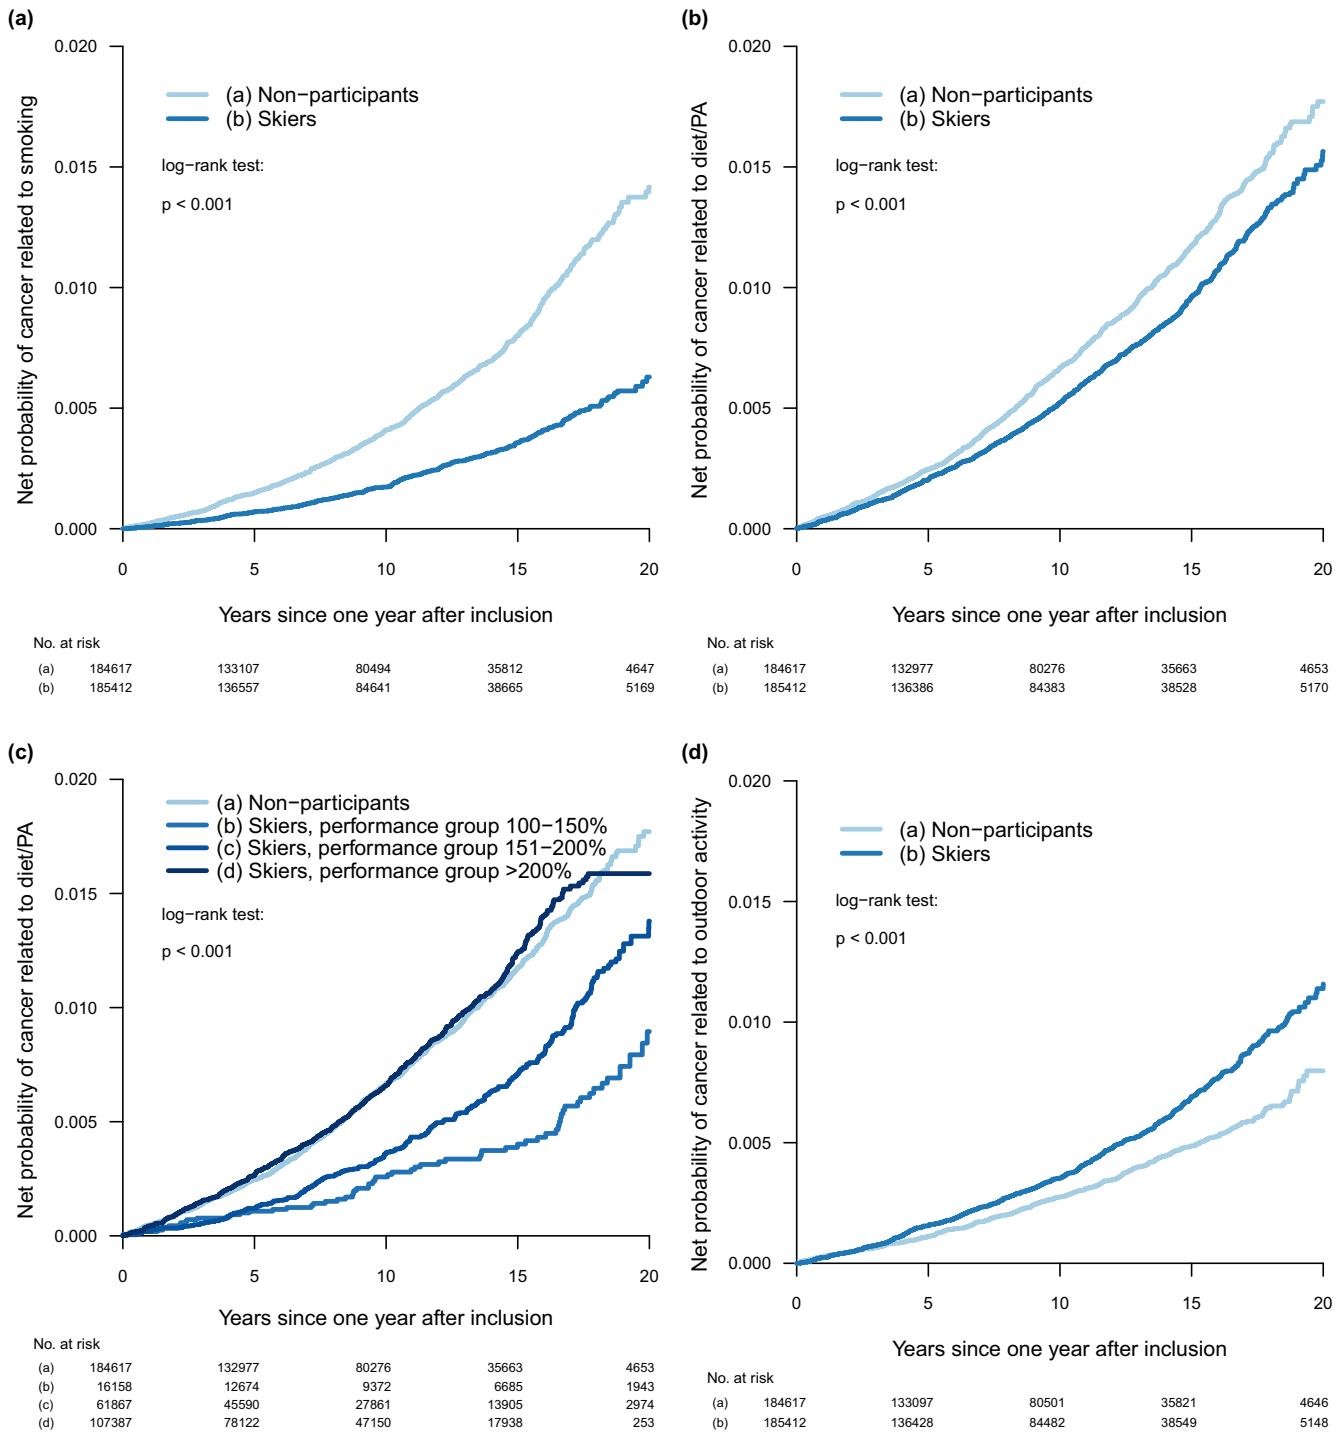 (a)
Net probability of cancer related to smoking
0.020
0.015
0.010
0.005
0.000
(a) Non−participants
(b) Skiers
log−rank test:
p < 0.001
0 5 10 15 20
Years since one year after inclusion
No. at risk
(a) 184617 133107 80494 35812 4647
(b) 185412 136557 84641 38665 5169
(b)
Net probability of cancer related to diet/PA
0.020
0.015
0.010
0.005
0.000
(a) Non−participants
(b) Skiers
log−rank test:
p < 0.001
0 5 10 15 20
Years since one year after inclusion
No. at risk
(a) 184617 132977 80276 35663 4653
(b) 185412 136386 84383 38528 5170
(c)
Net probability of cancer related to diet/PA
0.020
0.015
0.010
0.005
0.000
(a) Non−participants
(b) Skiers, performance group 100−150%
(c) Skiers, performance group 151−200%
(d) Skiers, performance group >200%
log−rank test:
p < 0.001
0 5 10 15 20
Years since one year after inclusion
No. at risk
(a) 184617 132977 80276 35663 4653
(b) 16158 12674 9372 6685 1943
(c) 61867 45590 27861 13905 2974
(d) 107387 78122 47150 17938 253
(d)
Net probability of cancer related to outdoor activity
0.020
0.015
0.010
0.005
0.000
(a) Non−participants
(b) Skiers
log−rank test:
p < 0.001
0 5 10 15 20
Years since one year after inclusion
No. at risk
(a) 184617 133097 80501 35821 4646
(b) 185412 136428 84482 38549 5148